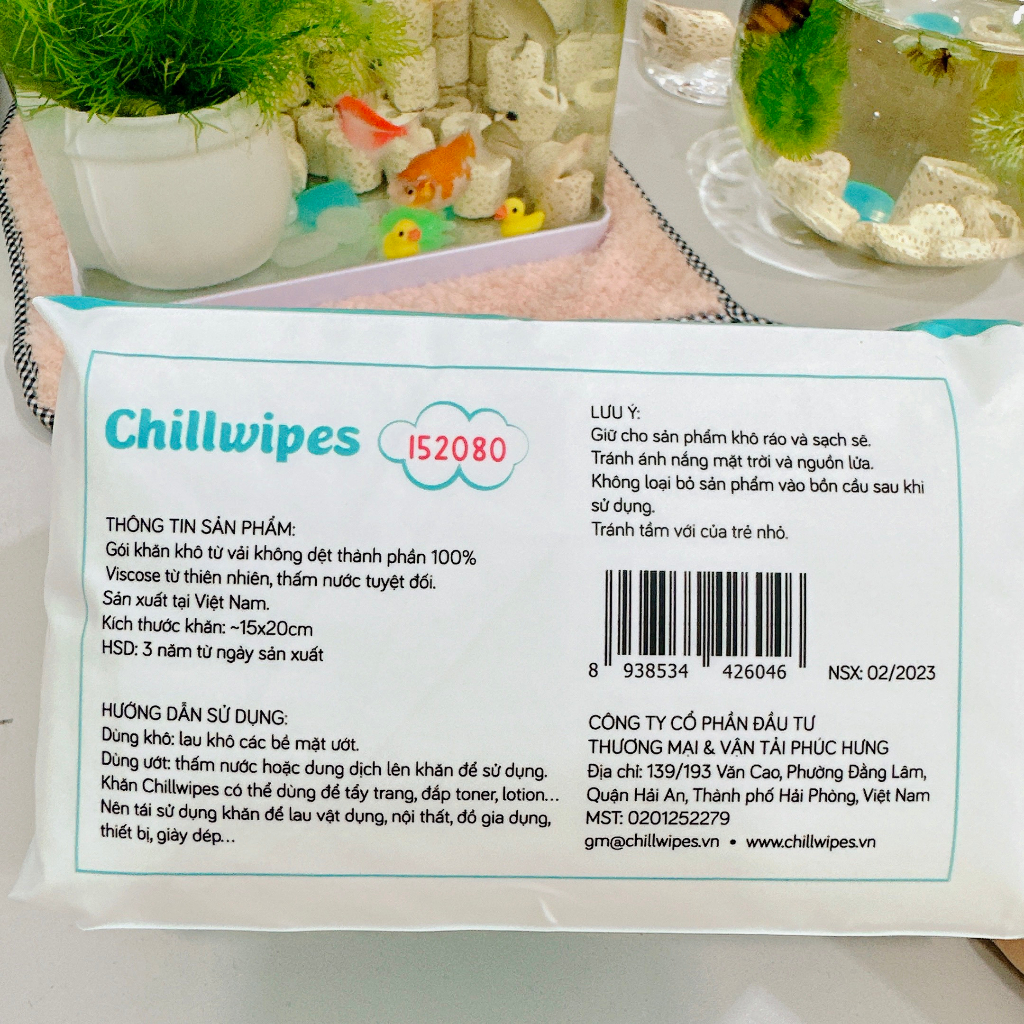 Chillwipes
152080
THÔNG TIN SẢN PHẨM:
Gói khăn khô từ vải không dệt thành phần 100%
Viscose từ thiên nhiên, thấm nước tuyệt đối.
Sản xuất tại Việt Nam.
Kích thước khăn: ~15x20cm
HSD: 3 năm từ ngày sản xuất
HƯỚNG DẪN SỬ DỤNG:
Dùng khô: lau khô các bề mặt ướt.
Dùng ướt: thấm nước hoặc dung dịch lên khăn để sử dụng.
Khăn Chillwipes có thể dùng để tẩy trang, đắp toner, lotion...
Nên tái sử dụng khăn để lau vật dụng, nội thất, đồ gia dụng,
thiết bị, giày dép...
LƯU Ý:
Giữ cho sản phẩm khô ráo và sạch sẽ.
Tránh ánh nắng mặt trời và nguồn lửa.
Không loại bỏ sản phẩm vào bồn cầu sau khi
sử dụng.
Tránh tầm với của trẻ nhỏ.
8 938534 426046
NSX: 02/2023
CÔNG TY CỔ PHẦN ĐẦU TƯ
THƯƠNG MẠI & VẬN TẢI PHÚC HƯNG
Địa chỉ: 139/193 Văn Cao, Phường Đằng Lâm,
Quận Hải An, Thành phố Hải Phòng, Việt Nam
MST: 0201252279
gm@chillwipes.vn • www.chillwipes.vn